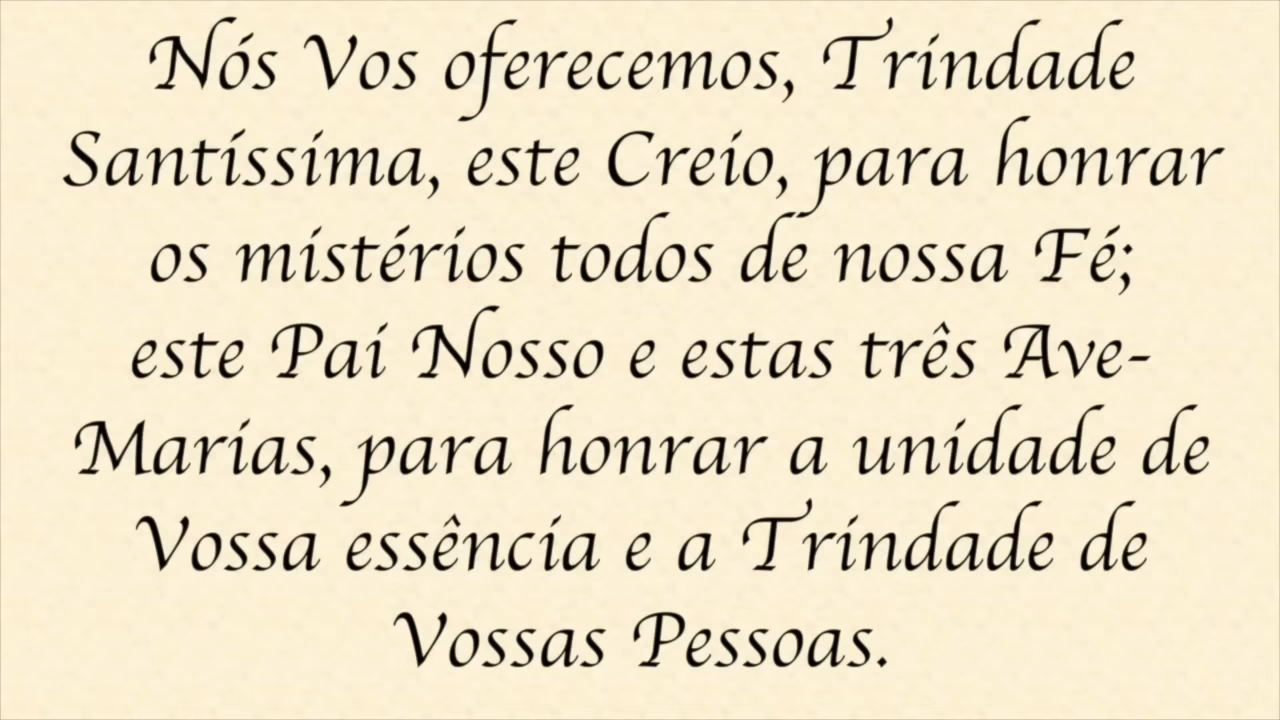 Nós Vos oferecemos, Trindade
Santíssima, este Creio, para honrar
os mistérios todos de nossa Fé;
este Pai Nosso e estas três Ave-
Marias, para honrar a unidade de
Vossa essência e a Trindade de
Vossas Pessoas.